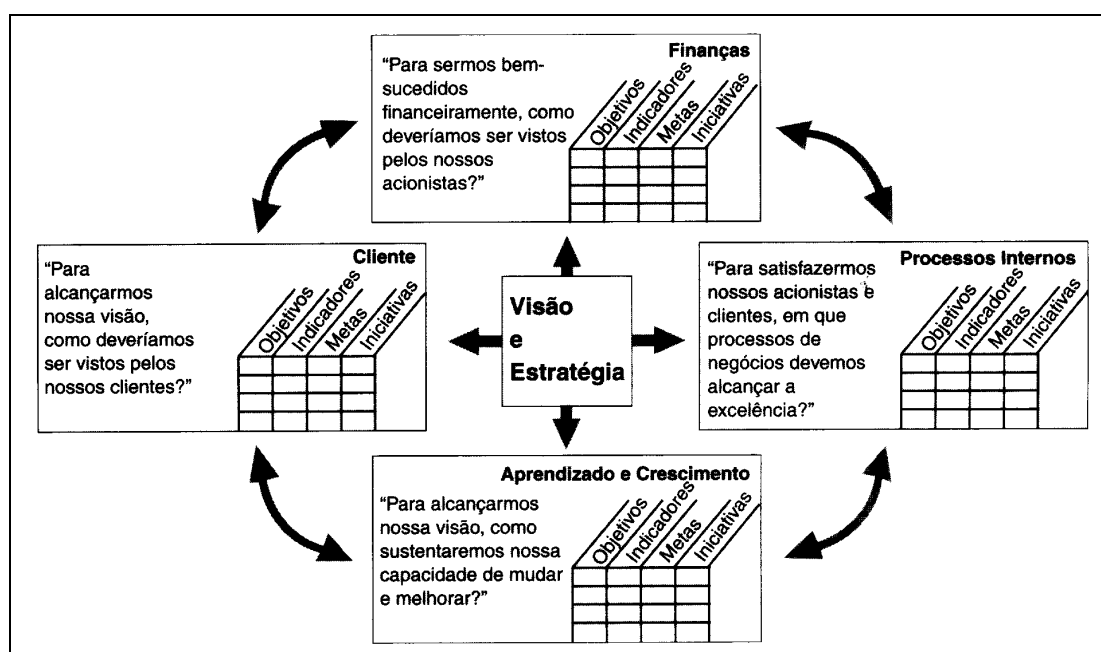 Finanças
“Para sermos bem-
sucedidos
financeiramente, como
deveríamos ser vistos
pelos nossos
acionistas?”
Objetivos
Indicadores
Metas
Iniciativas
Cliente
“Para
alcançarmos
nossa visão,
como deveríamos
ser vistos pelos
nossos clientes?”
Objetivos
Indicadores
Metas
Iniciativas
Visão
e
Estratégia
Processos Internos
“Para satisfazermos
nossos acionistas e
clientes, em que
processos de
negócios devemos
alcançar a
excelência?”
Objetivos
Indicadores
Metas
Iniciativas
Aprendizado e Crescimento
“Para alcançarmos
nossa visão, como
sustentaremos nossa
capacidade de mudar
e melhorar?”
Objetivos
Indicadores
Metas
Iniciativas